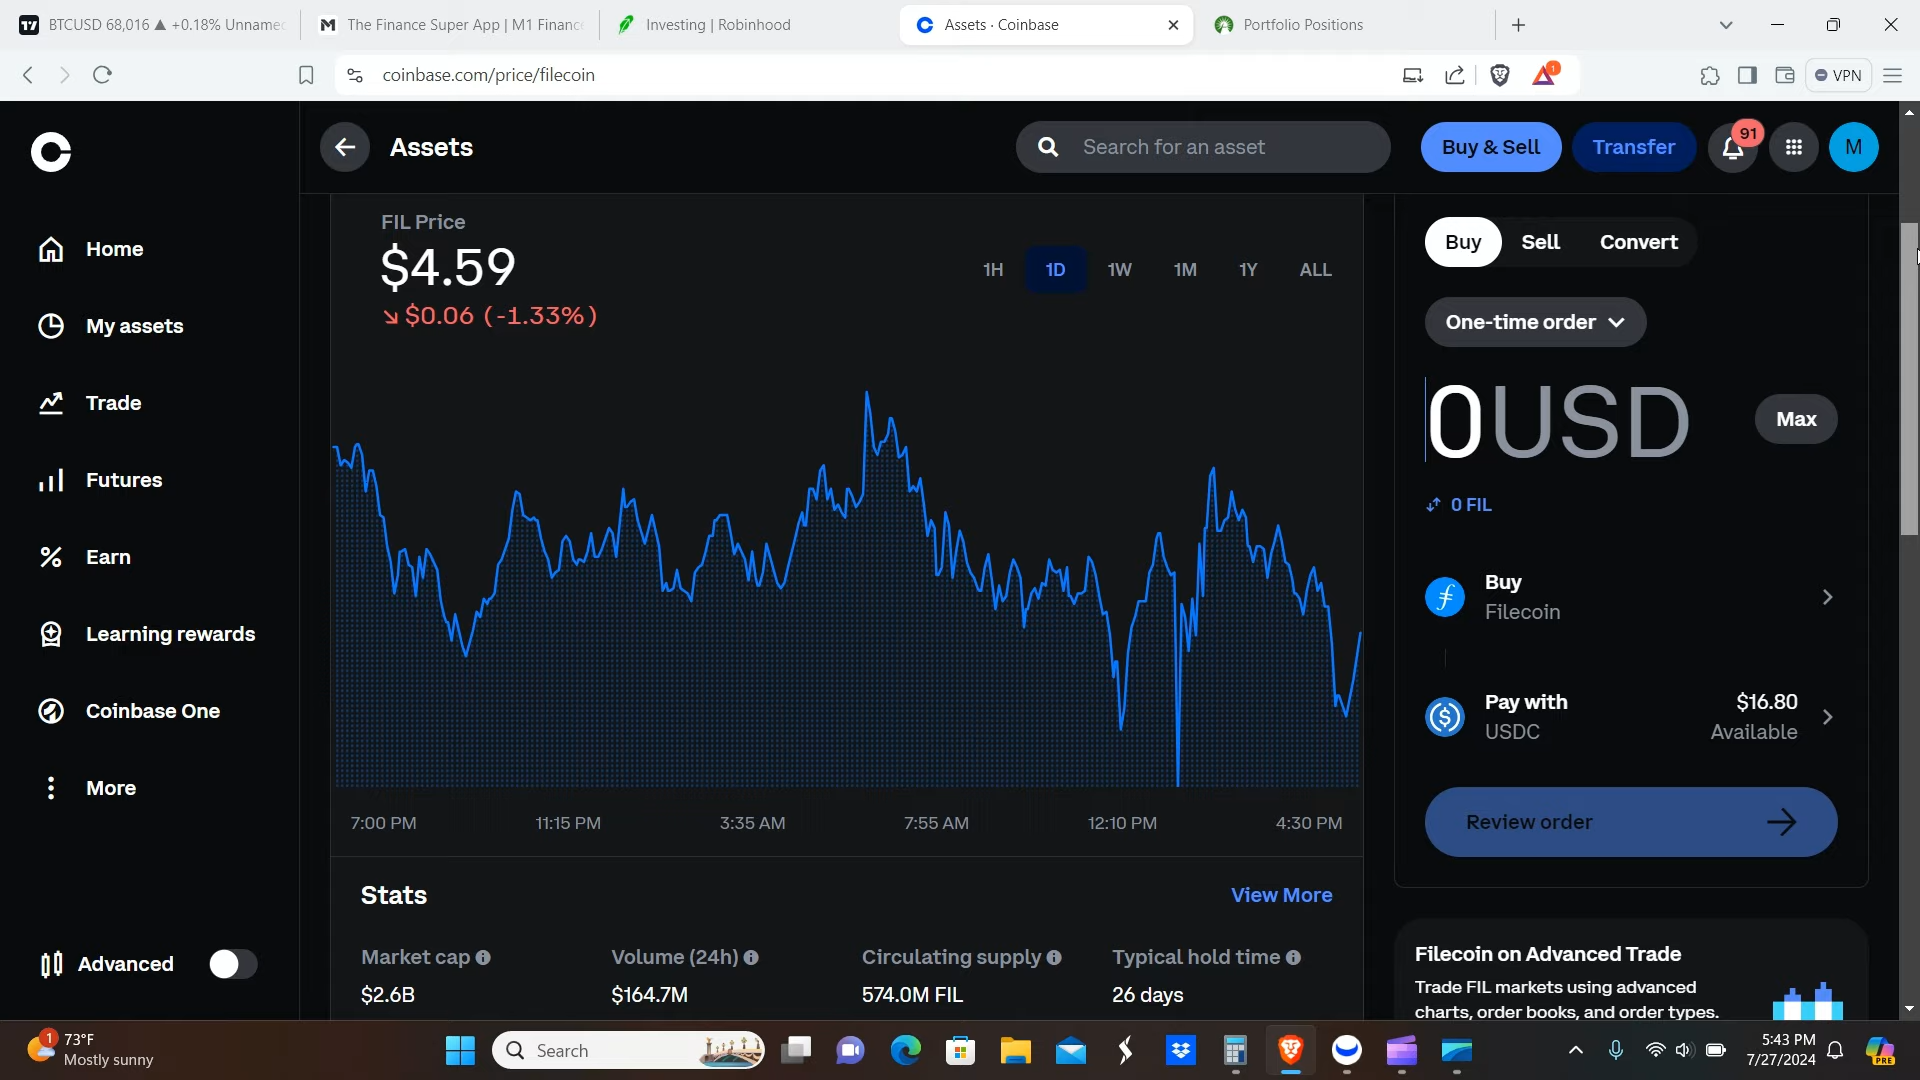 BTCUSD 68,016 ▲ +0.18% Unname
The Finance Super App | M1 Financ
Investing | Robinhood
Assets · Coinbase
Portfolio Positions
coinbase.com/price/filecoin
1
VPN
Assets
Search for an asset
Buy & Sell
Transfer
91
M
Home
My assets
Trade
Futures
Earn
Learning rewards
Coinbase One
More
Advanced
FIL Price
$4.59
↘ $0.06 (-1.33%)
1H 1D 1W 1M 1Y ALL
7:00 PM 11:15 PM 3:35 AM 7:55 AM 12:10 PM 4:30 PM
Stats
View More
Market cap Volume (24h) Circulating supply Typical hold time
$2.6B $164.7M 574.0M FIL 26 days
Buy Sell Convert
One-time order
0USD
Max
0 FIL
Buy
Filecoin
Pay with $16.80
USDC Available
Review order
Filecoin on Advanced Trade
Trade FIL markets using advanced
charts, order books, and order types.
1
73°F
Mostly sunny
Search
5:43 PM
7/27/2024
PRE